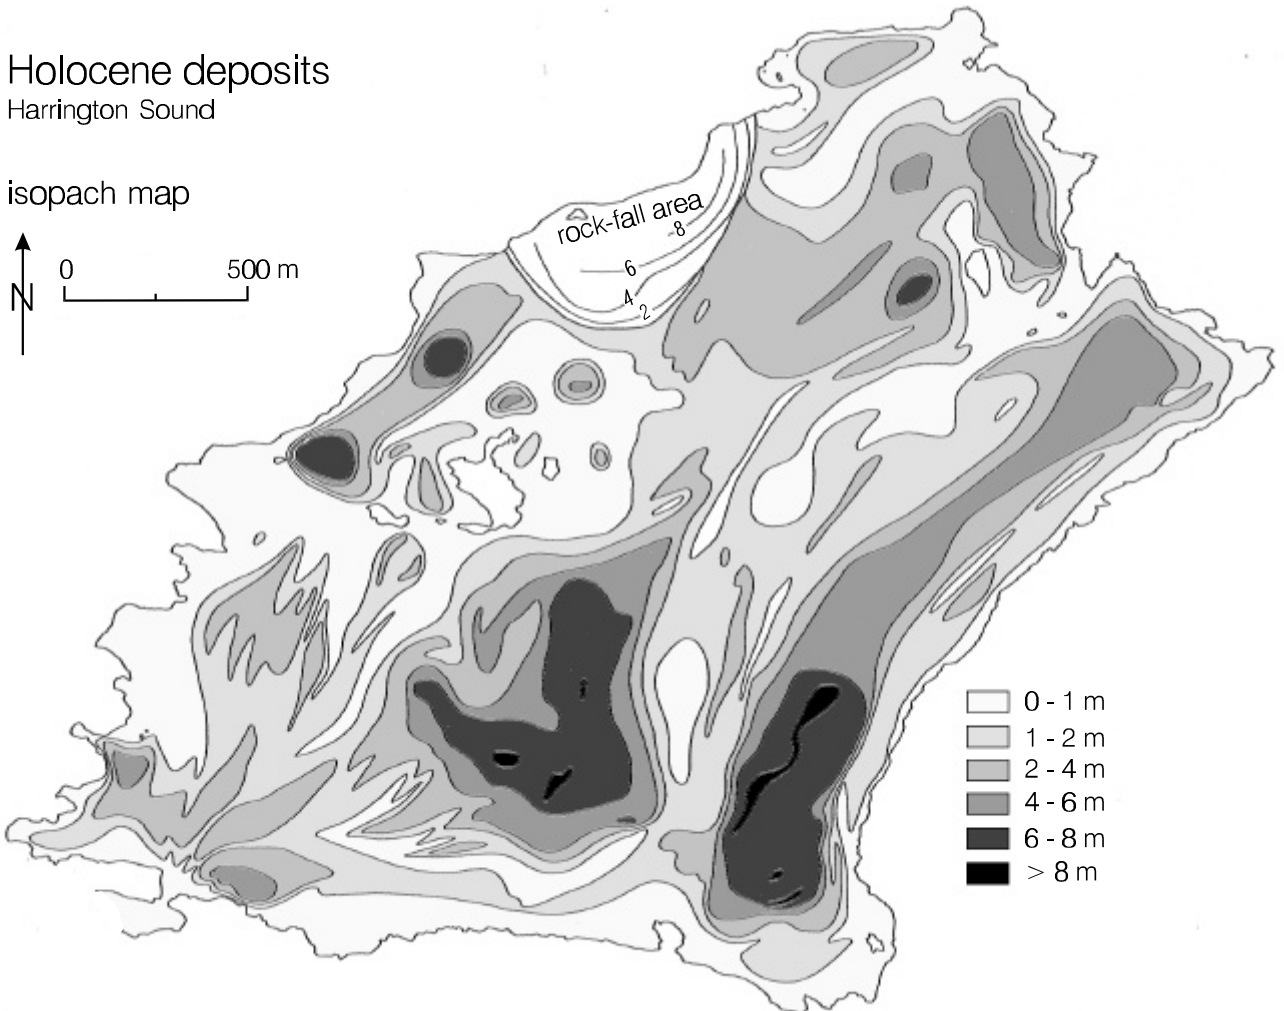 Holocene deposits
Harrington Sound
isopach map
N
0 500 m
rock-fall area
8
6
4
2
0 - 1 m
1 - 2 m
2 - 4 m
4 - 6 m
6 - 8 m
> 8 m